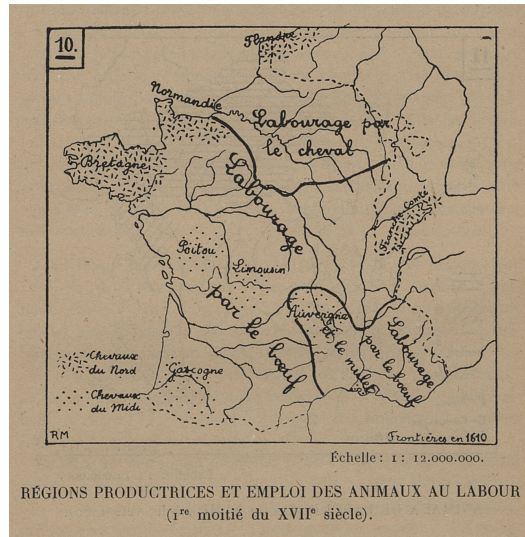 10.
Flandre
Normandie
Labourage par
le cheval
Bretagne
Labourage
Franche-Comté
Poitou
Limousin
par le bœuf
Auvergne
et le mulet
Labourage
par le bœuf
Chevaux
du Nord
Gascogne
Chevaux
du Midi
RM
Frontières en 1610
Échelle : 1 : 12.000.000.
RÉGIONS PRODUCTRICES ET EMPLOI DES ANIMAUX AU LABOUR
(1re moitié du XVIIe siècle).